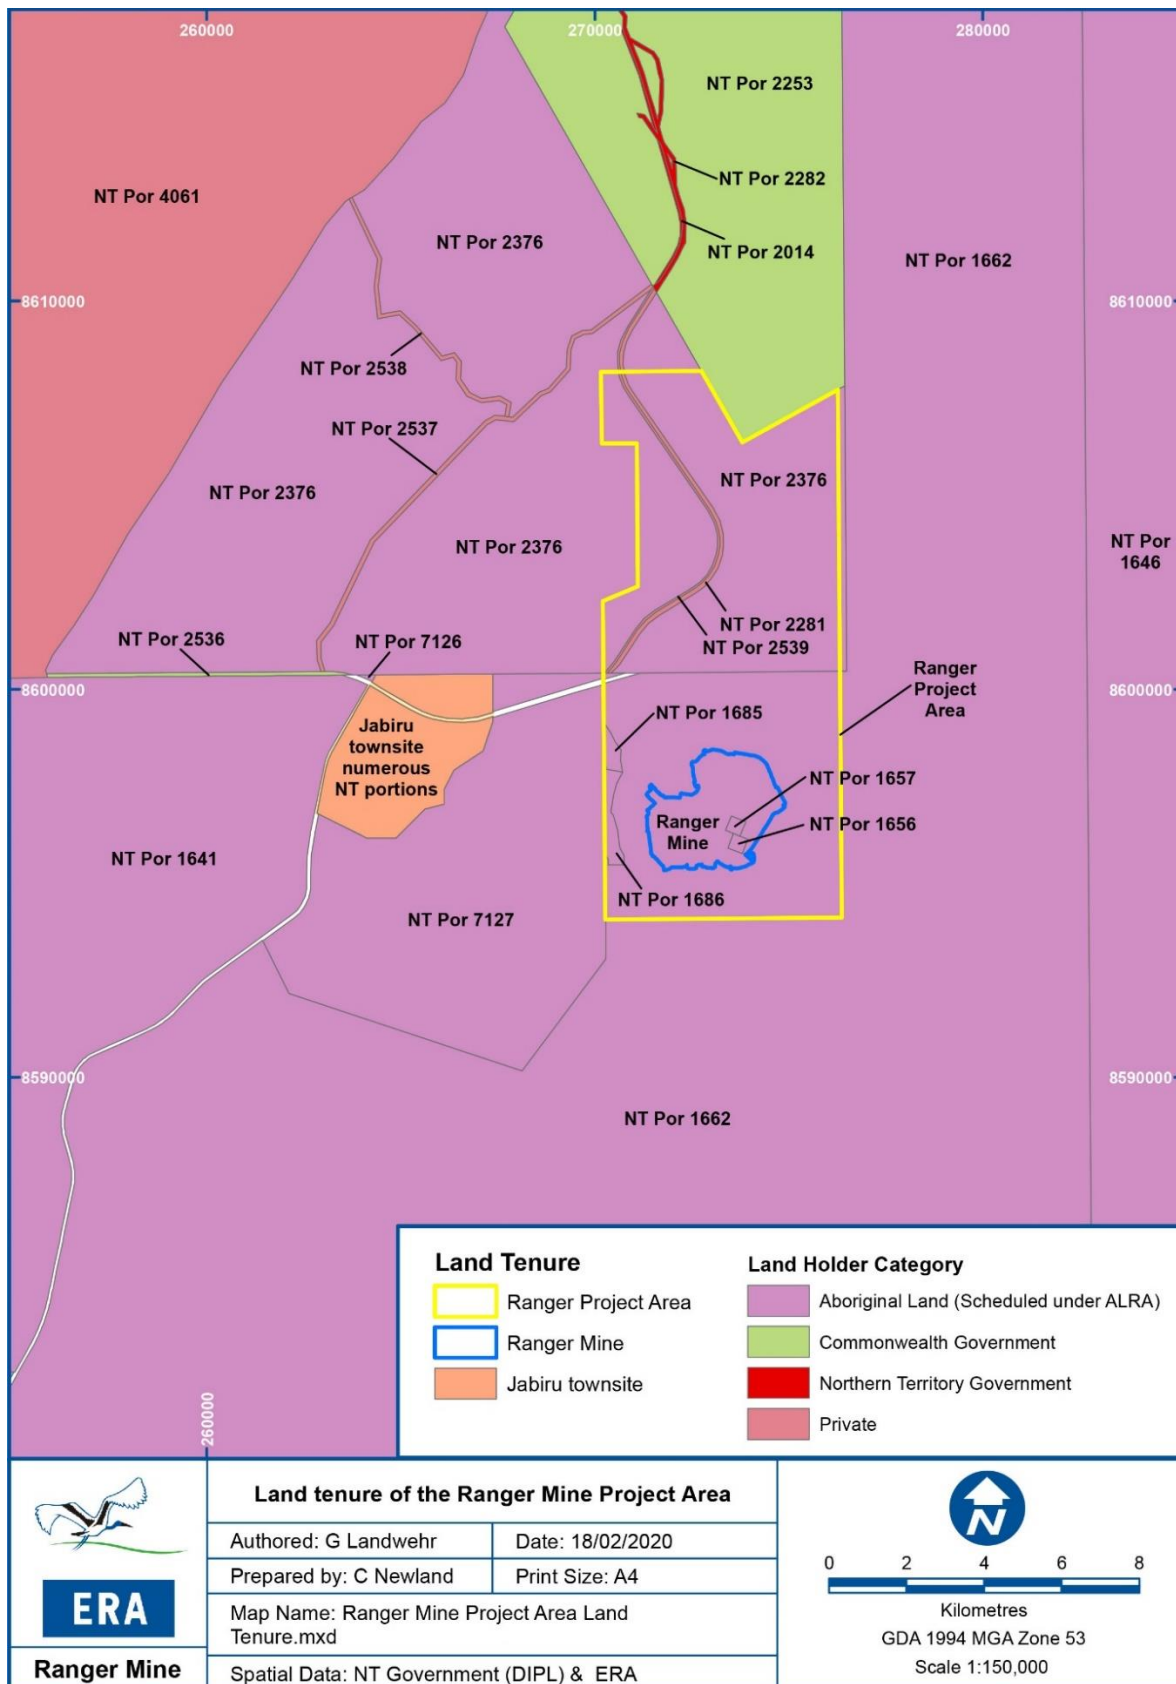 260000
270000
280000
NT Por 2253
NT Por 2282
NT Por 4061
NT Por 2376
NT Por 2014
NT Por 1662
8610000
8610000
NT Por 2538
NT Por 2537
NT Por 2376
NT Por 2376
NT Por 2376
NT Por
1646
NT Por 2281
NT Por 2536
NT Por 7126
NT Por 2539
Ranger
Project
Area
8600000
8600000
NT Por 1685
Jabiru
townsite
numerous
NT portions
NT Por 1657
NT Por 1656
Ranger
Mine
NT Por 1641
NT Por 1686
NT Por 7127
8590000
8590000
NT Por 1662
Land Tenure
Ranger Project Area
Ranger Mine
Jabiru townsite
Land Holder Category
Aboriginal Land (Scheduled under ALRA)
Commonwealth Government
Northern Territory Government
Private
260000
ERA
Ranger Mine
Land tenure of the Ranger Mine Project Area
Authored: G Landwehr
Date: 18/02/2020
Prepared by: C Newland
Print Size: A4
Map Name: Ranger Mine Project Area Land
Tenure.mxd
Spatial Data: NT Government (DIPL) & ERA
N
0 2 4 6 8
Kilometres
GDA 1994 MGA Zone 53
Scale 1:150,000